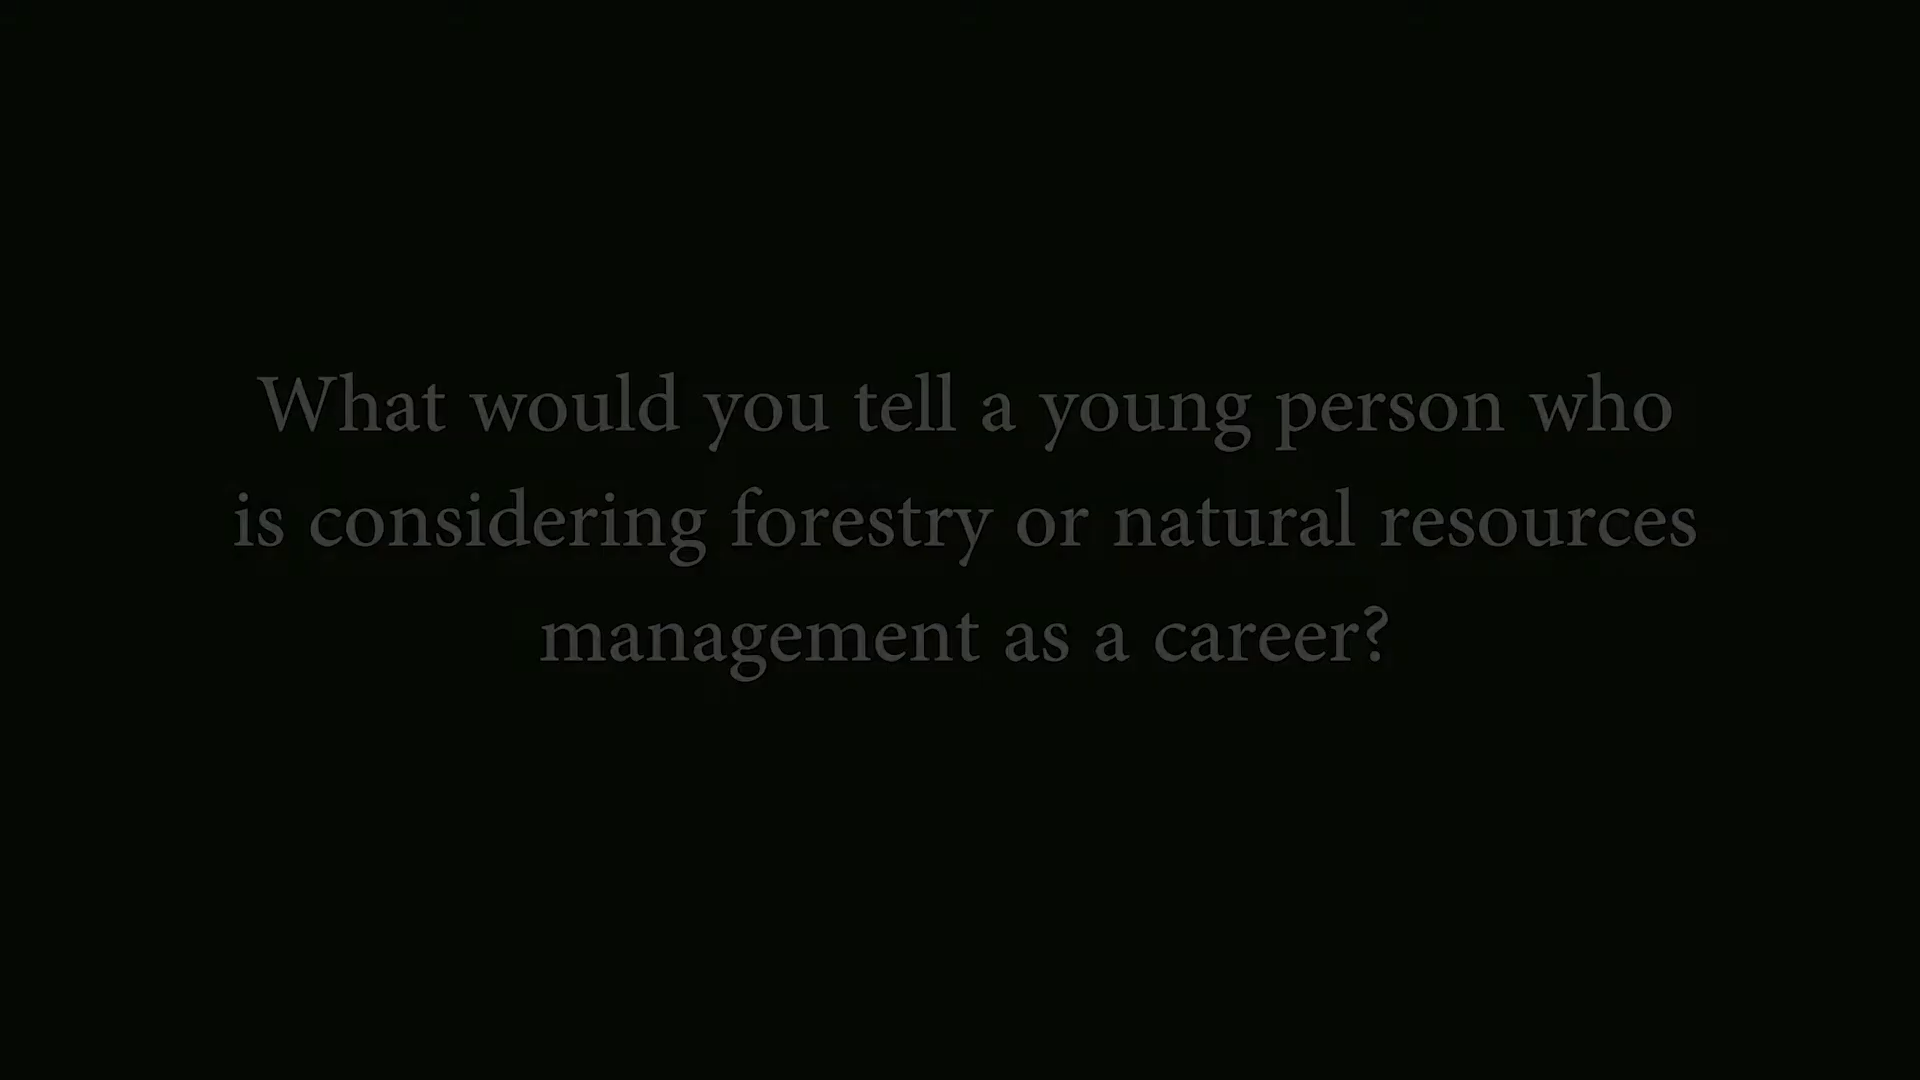 What would you tell a young person who
is considering forestry or natural resources
management as a career?